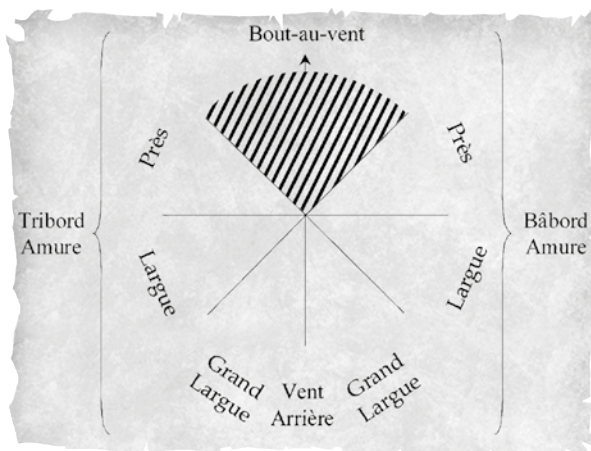 Bout-au-vent
Près
Près
Tribord
Amure
Bâbord
Amure
Largue
Largue
Grand
Largue
Vent
Arrière
Grand
Largue